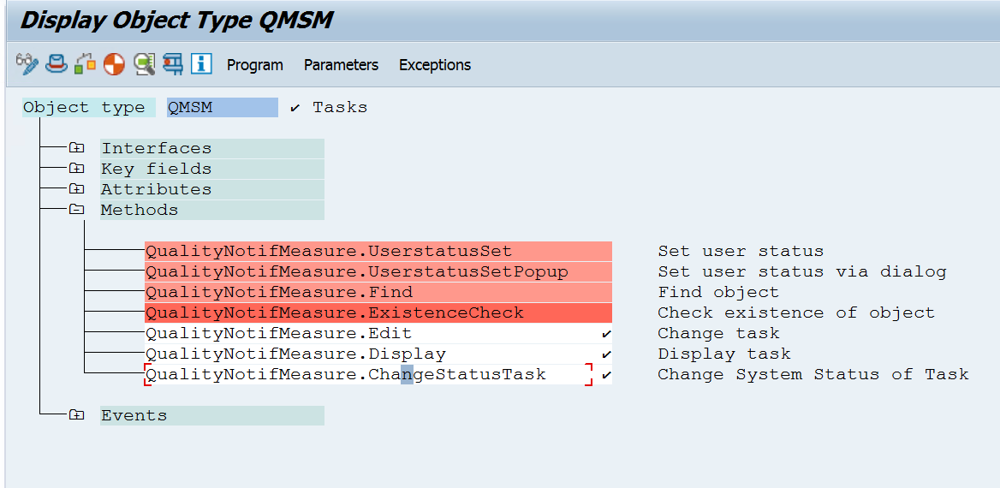 Display Object Type QMSM
Program Parameters Exceptions
Object type QMSM ✔ Tasks
Interfaces
Key fields
Attributes
Methods
QualityNotifMeasure.UserstatusSet Set user status
QualityNotifMeasure.UserstatusSetPopup Set user status via dialog
QualityNotifMeasure.Find Find object
QualityNotifMeasure.ExistenceCheck Check existence of object
QualityNotifMeasure.Edit ✔ Change task
QualityNotifMeasure.Display ✔ Display task
QualityNotifMeasure.ChangeStatusTask ✔ Change System Status of Task
Events